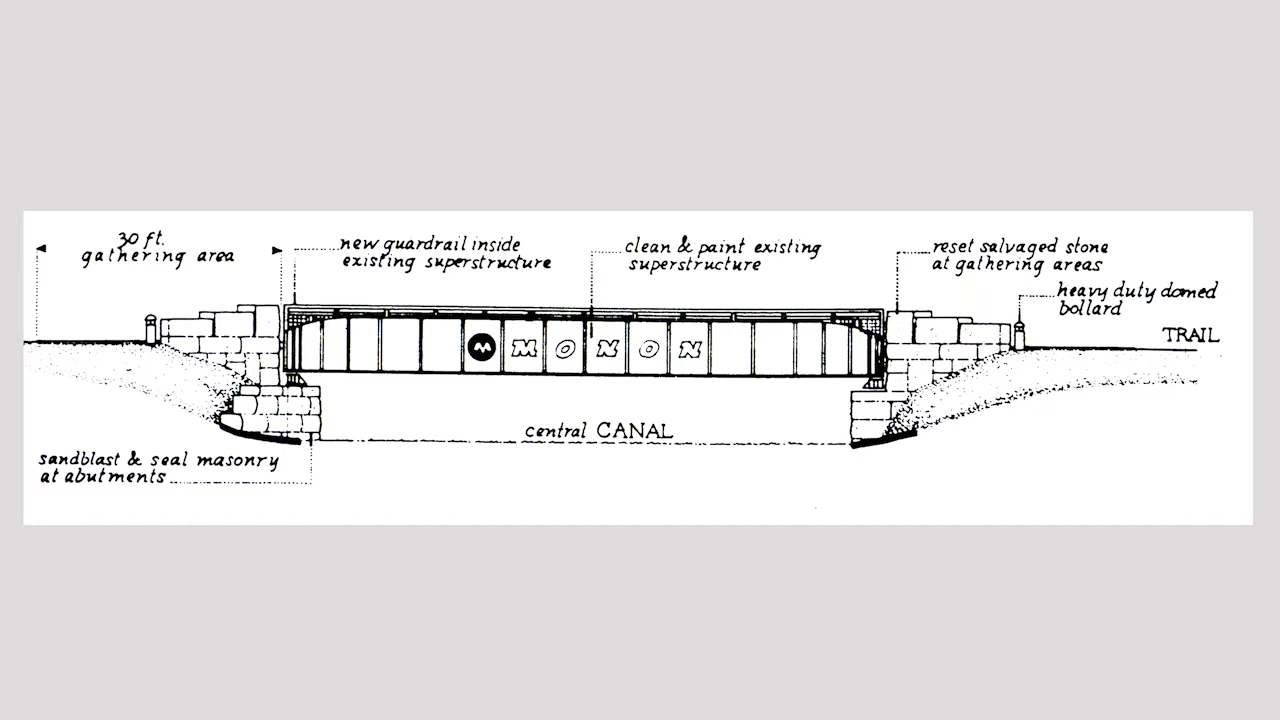 30 ft.
gathering area
new guardrail inside
existing superstructure
clean & paint existing
superstructure
reset salvaged stone
at gathering areas
heavy duty domed
bollard
TRAIL
M MONON
central CANAL
sandblast & seal masonry
at abutments